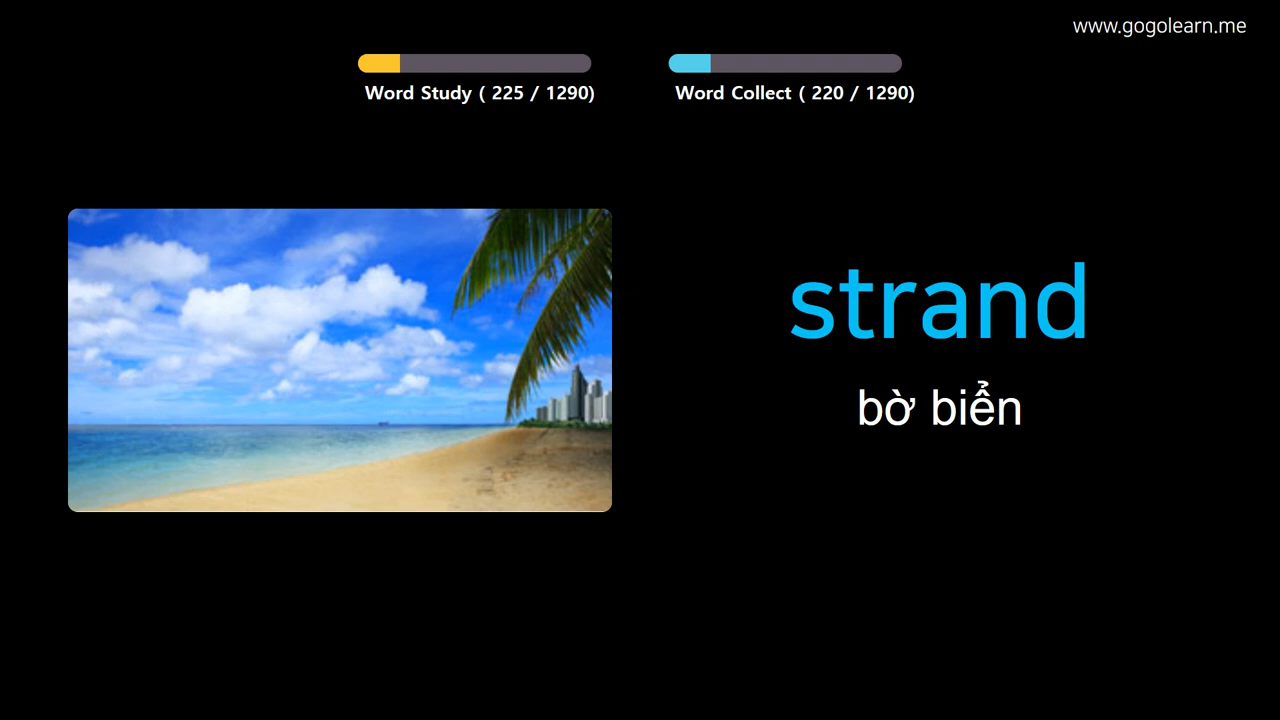 www.gogolearn.me
Word Study ( 225 / 1290)
Word Collect ( 220 / 1290)
strand
bờ biển